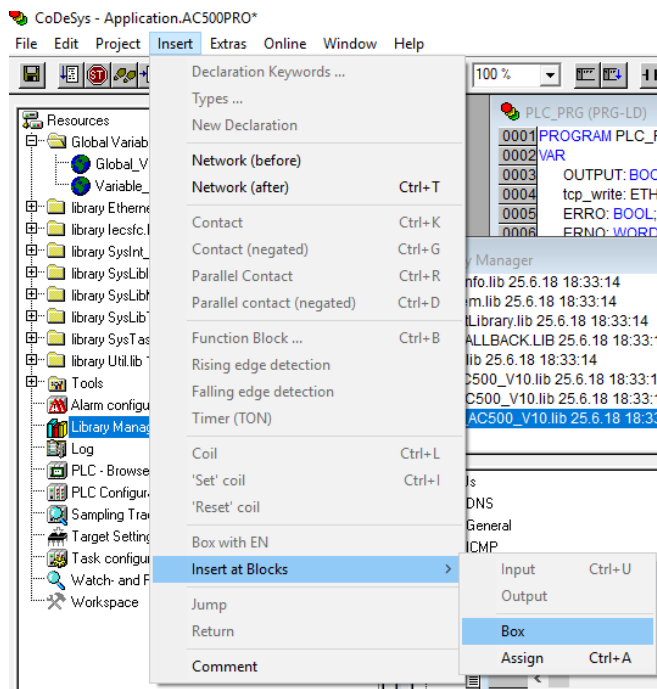 CoDeSys - Application.AC500PRO*
File Edit Project Insert Extras Online Window Help
100 %
Resources
Global Variab
Global_V
Variable_
library Etherne
library Iecsfc.l
library SysInt_
library SysLibI
library SysLib
library SysLibT
library SysTas
library Util.lib
Tools
Alarm configu
Library Manag
Log
PLC - Browse
PLC Configur
Sampling Tra
Target Setting
Task configur
Watch- and F
Workspace
Declaration Keywords ...
Types ...
New Declaration
Network (before)
Network (after) Ctrl+T
Contact Ctrl+K
Contact (negated) Ctrl+G
Parallel Contact Ctrl+R
Parallel contact (negated) Ctrl+D
Function Block ... Ctrl+B
Rising edge detection
Falling edge detection
Timer (TON)
Coil Ctrl+L
'Set' coil Ctrl+I
'Reset' coil
Box with EN
Insert at Blocks
Jump
Return
Comment
Input Ctrl+U
Output
Box
Assign Ctrl+A
PLC_PRG (PRG-LD)
0001 PROGRAM PLC_F
0002 VAR
0003 OUTPUT: BOO
0004 tcp_write: ETH
0005 ERRO: BOOL;
0006 ERNO: WORD
y Manager
nfo.lib 25.6.18 18:33:14
m.lib 25.6.18 18:33:14
tLibrary.lib 25.6.18 18:33:14
ALLBACK.LIB 25.6.18 18:33:
lib 25.6.18 18:33:14
C500_V10.lib 25.6.18 18:33:1
C500_V10.lib 25.6.18 18:33:
_AC500_V10.lib 25.6.18 18:33
ls
DNS
General
ICMP